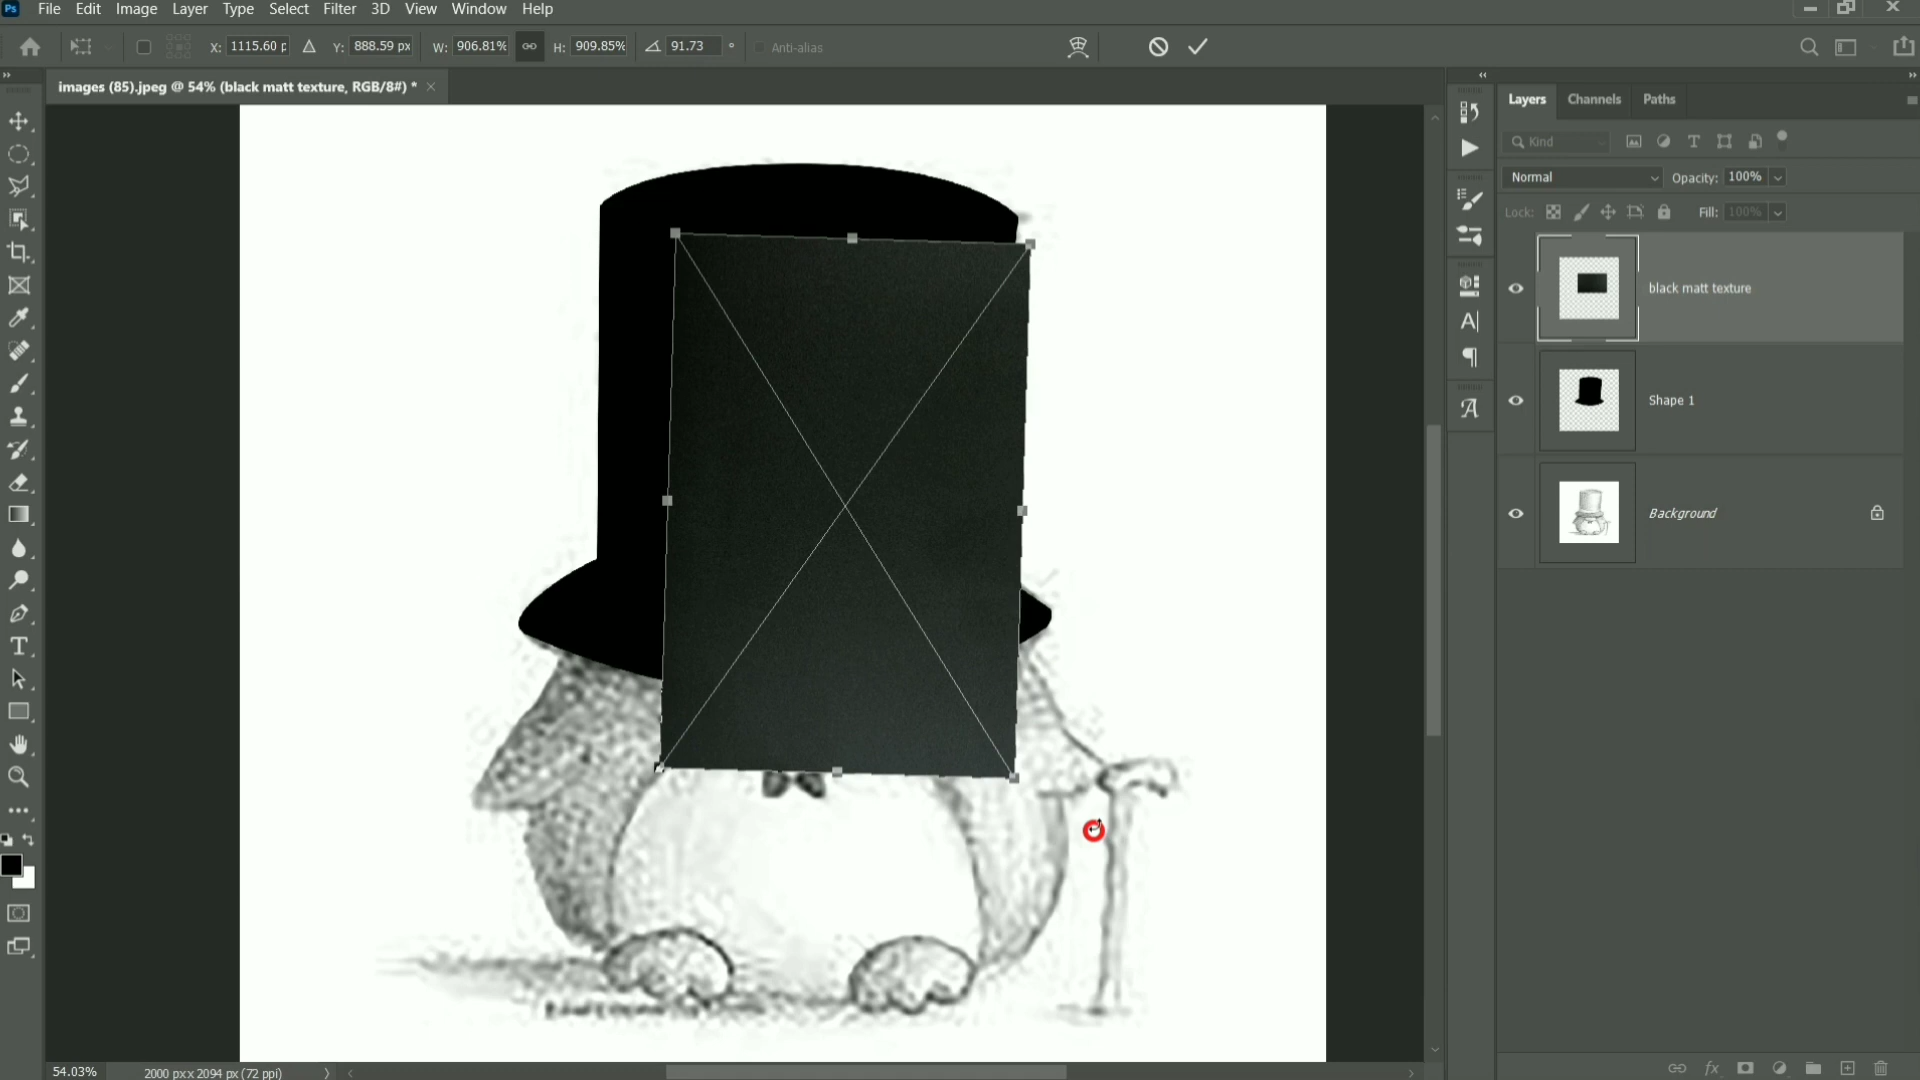 Ps File Edit Image Layer Type Select Filter 3D View Window Help
X: 1115.60 p Y: 888.59 px W: 906.81% H: 909.85% 91.73 ° Anti-alias
images (85).jpeg @ 54% (black matt texture, RGB/8#) * ×
Layers Channels Paths
Kind
Normal Opacity: 100%
Lock: Fill: 100%
black matt texture
Shape 1
Background
54.03% 2000 px x 2094 px (72 ppi)